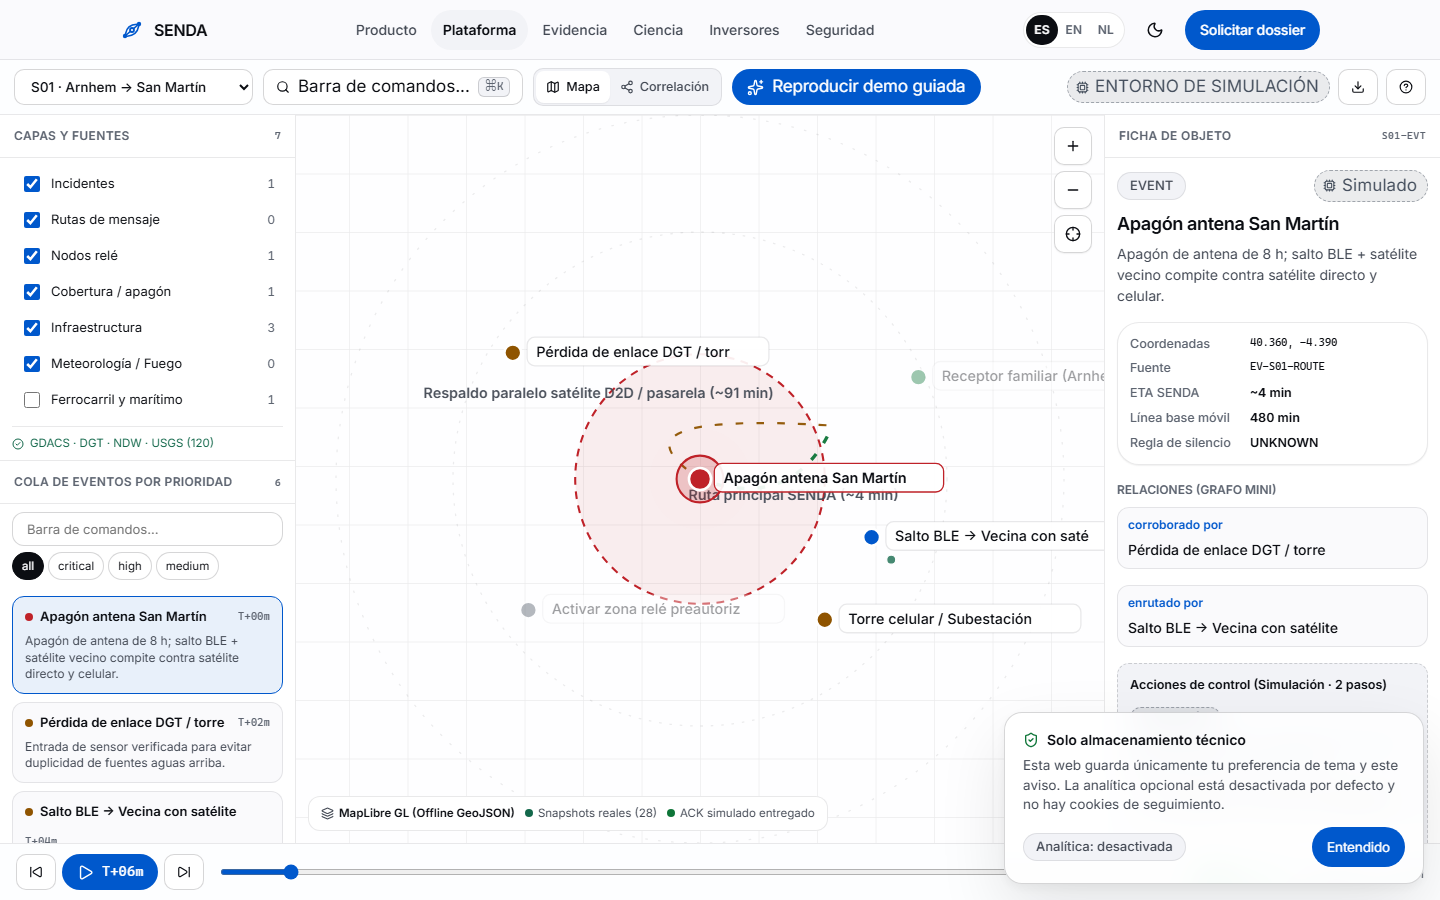 SENDA
Producto
Plataforma
Evidencia
Ciencia
Inversores
Seguridad
ES EN NL
Solicitar dossier
S01 · Arnhem → San Martín
Barra de comandos... ⌘K
Mapa
Correlación
Reproducir demo guiada
ENTORNO DE SIMULACIÓN
CAPAS Y FUENTES 7
Incidentes 1
Rutas de mensaje 0
Nodos relé 1
Cobertura / apagón 1
Infraestructura 3
Meteorología / Fuego 2
Ferrocarril y marítimo 1
GDACS · DGT · NDW · USGS (120)
COLA DE EVENTOS POR PRIORIDAD 6
Barra de comandos...
all critical high medium
Apagón antena San Martín T+00m
Apagón de antena de 8 h; salto BLE +
satélite vecino compite contra satélite
directo y celular.
Pérdida de enlace DGT / torre T+02m
Entrada de sensor verificada para evitar
duplicidad de fuentes aguas arriba.
Salto BLE → Vecina con satélite
T+04m
Pérdida de enlace DGT / torr
Respaldo paralelo satélite D2D / pasarela (~91 min)
Receptor familiar (Arnhe
Apagón antena San Martín
Ruta principal SENDA (~4 min)
Salto BLE → Vecina con saté
Activar zona relé preautoriz
Torre celular / Subestación
MapLibre GL (Offline GeoJSON)
Snapshots reales (28)
ACK simulado entregado
FICHA DE OBJETO S01-EVT
EVENT
Simulado
Apagón antena San Martín
Apagón de antena de 8 h; salto BLE + satélite
vecino compite contra satélite directo y
celular.
Coordenadas 40.360, -4.390
Fuente EV-S01-ROUTE
ETA SENDA ~4 min
Línea base móvil 480 min
Regla de silencio UNKNOWN
RELACIONES (GRAFO MINI)
corroborado por
Pérdida de enlace DGT / torre
enrutado por
Salto BLE → Vecina con satélite
Acciones de control (Simulación · 2 pasos)
Solo almacenamiento técnico
Esta web guarda únicamente tu preferencia de tema y este
aviso. La analítica opcional está desactivada por defecto y
no hay cookies de seguimiento.
Analítica: desactivada
Entendido
T+06m